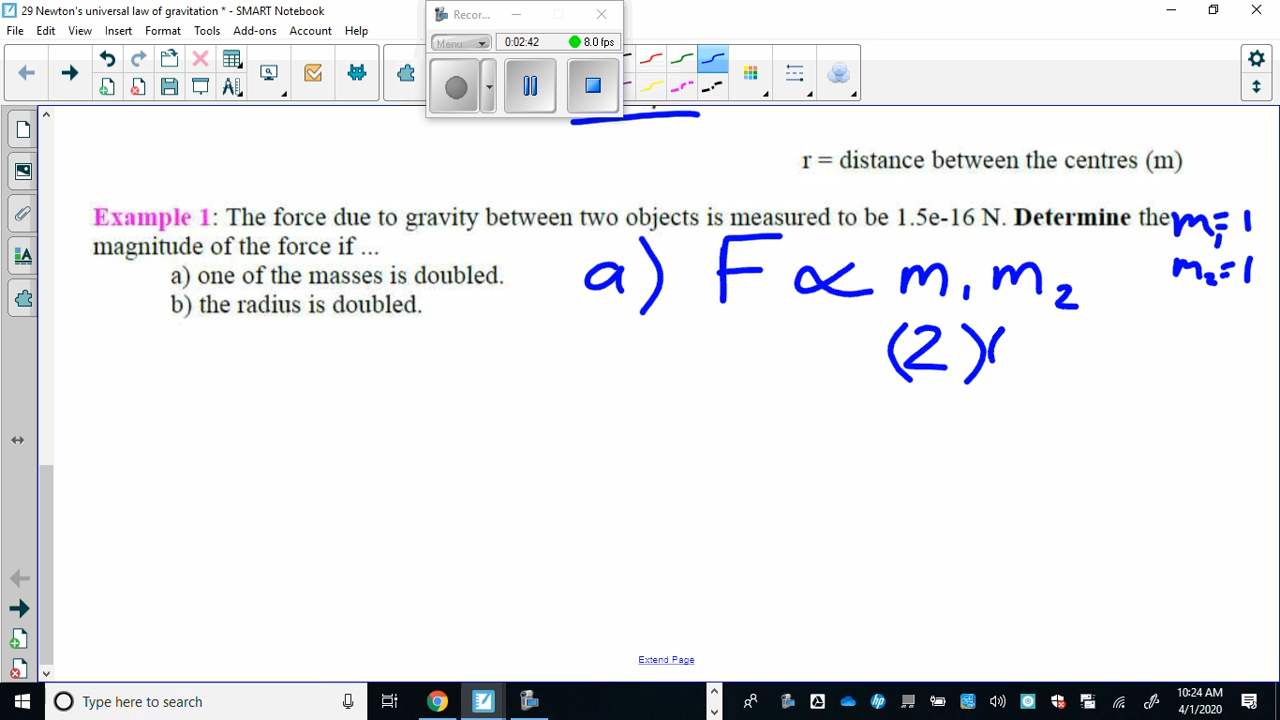 29 Newton's universal law of gravitation * - SMART Notebook
Recor...
File Edit View Insert Format Tools Add-ons Account Help
Menu 0:02:42 8.0 fps
r = distance between the centres (m)
Example 1: The force due to gravity between two objects is measured to be 1.5e-16 N. Determine the
magnitude of the force if ...
a) one of the masses is doubled.
b) the radius is doubled.
m₁ = 1
m₂ = 1
a) F ∝ m₁ m₂
(2)(
Extend Page
Type here to search
10:24 AM
4/1/2020